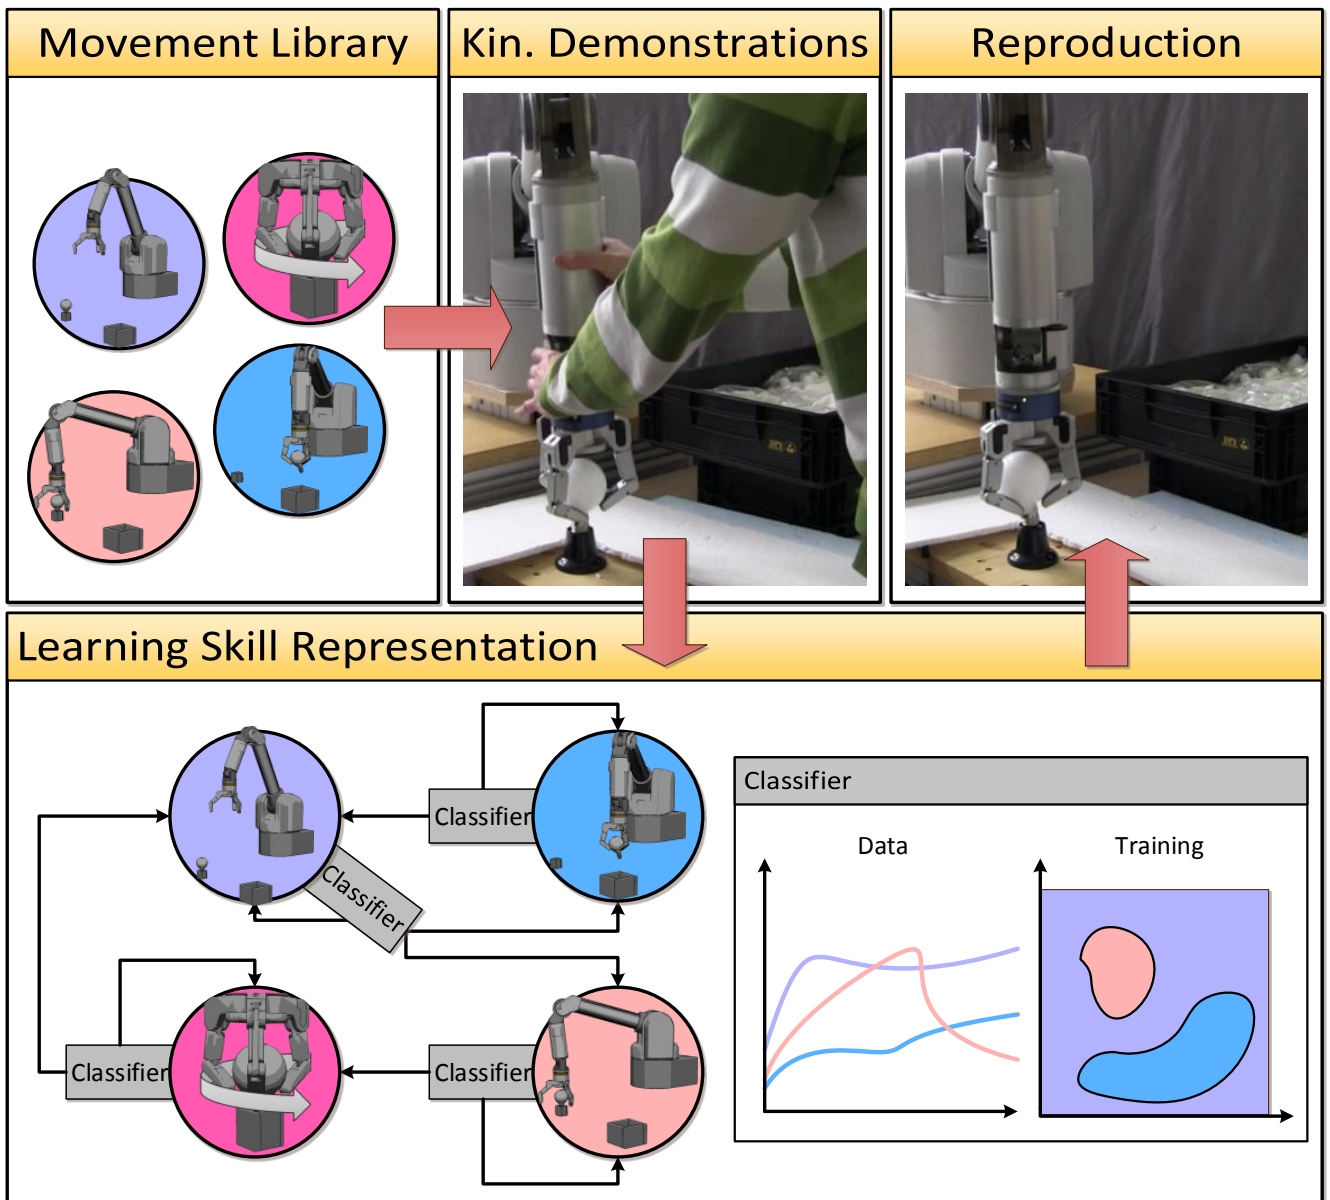 Movement Library
Kin. Demonstrations
Reproduction
Learning Skill Representation
Classifier
Classifier
Classifier
Classifier
Classifier
Data
Training